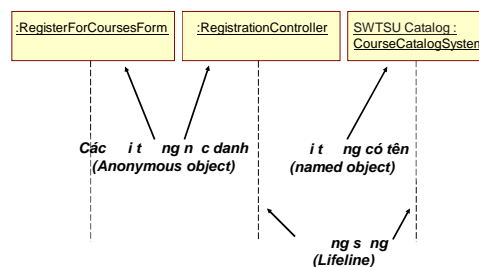 :RegisterForCoursesForm
:RegistrationController
SWTSU Catalog :
CourseCatalogSystem
Các i t ng n c danh
(Anonymous object)
i t ng có tên
(named object)
ng s ng
(Lifeline)